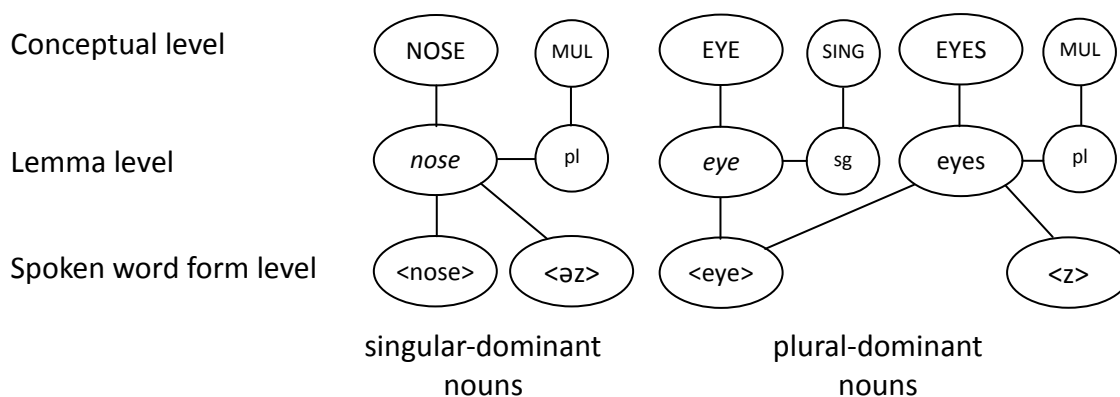 Conceptual level NOSE MUL EYE SING EYES MUL
Lemma level nose pl eye sg eyes pl
Spoken word form level <nose> <əz> <eye> <z>
singular-dominant plural-dominant
nouns nouns